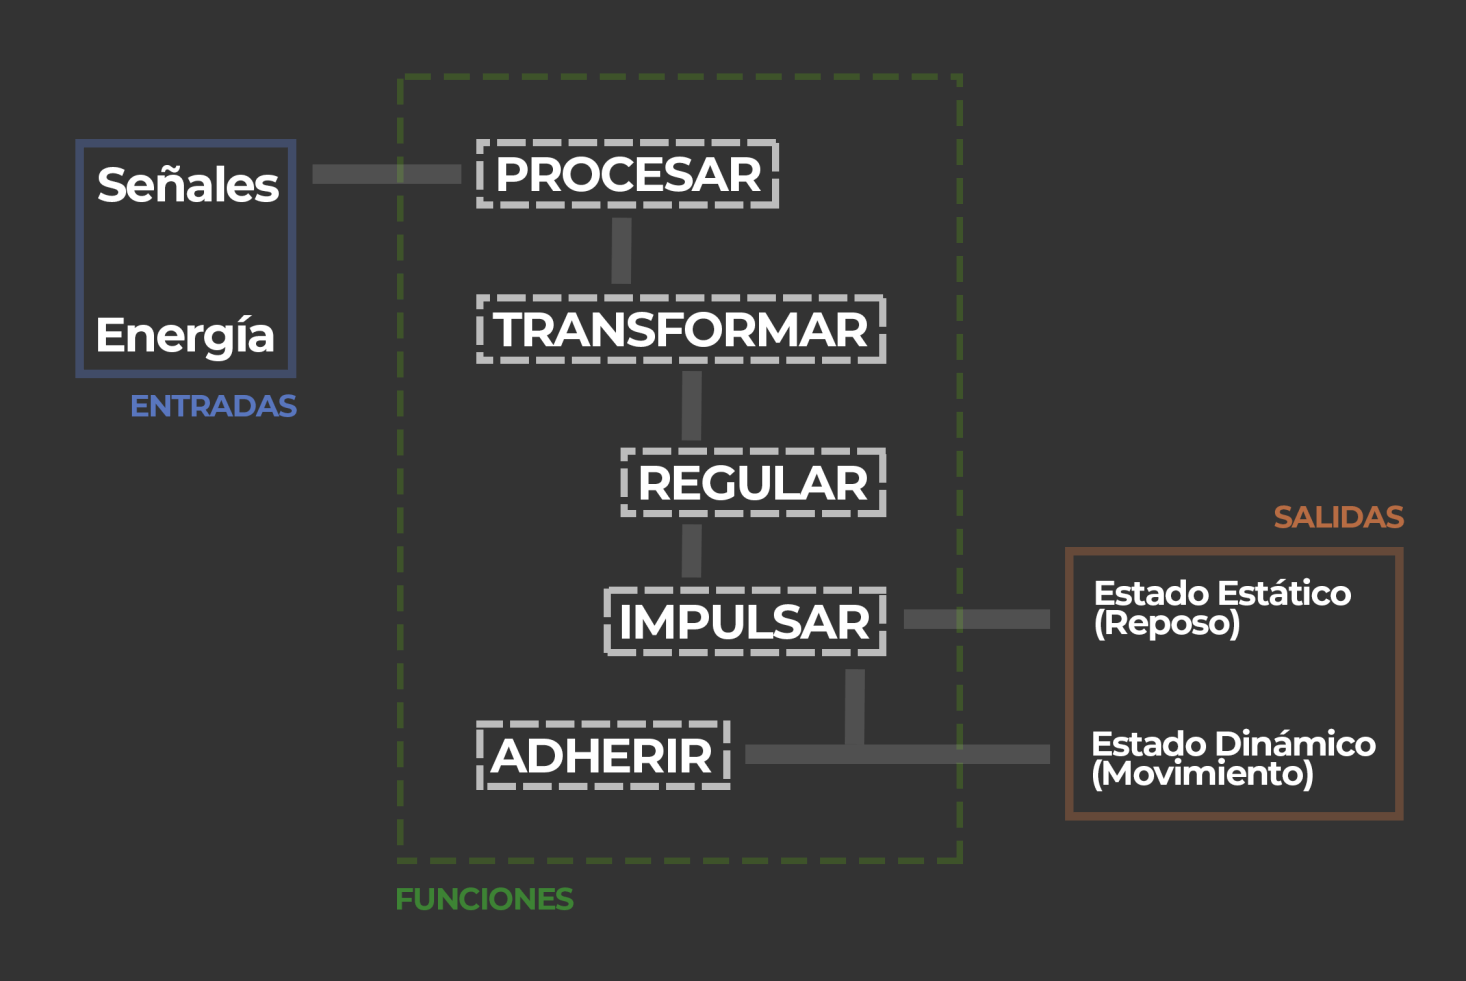 Señales
Energía
ENTRADAS
PROCESAR
TRANSFORMAR
REGULAR
IMPULSAR
ADHERIR
FUNCIONES
SALIDAS
Estado Estático
(Reposo)
Estado Dinámico
(Movimiento)